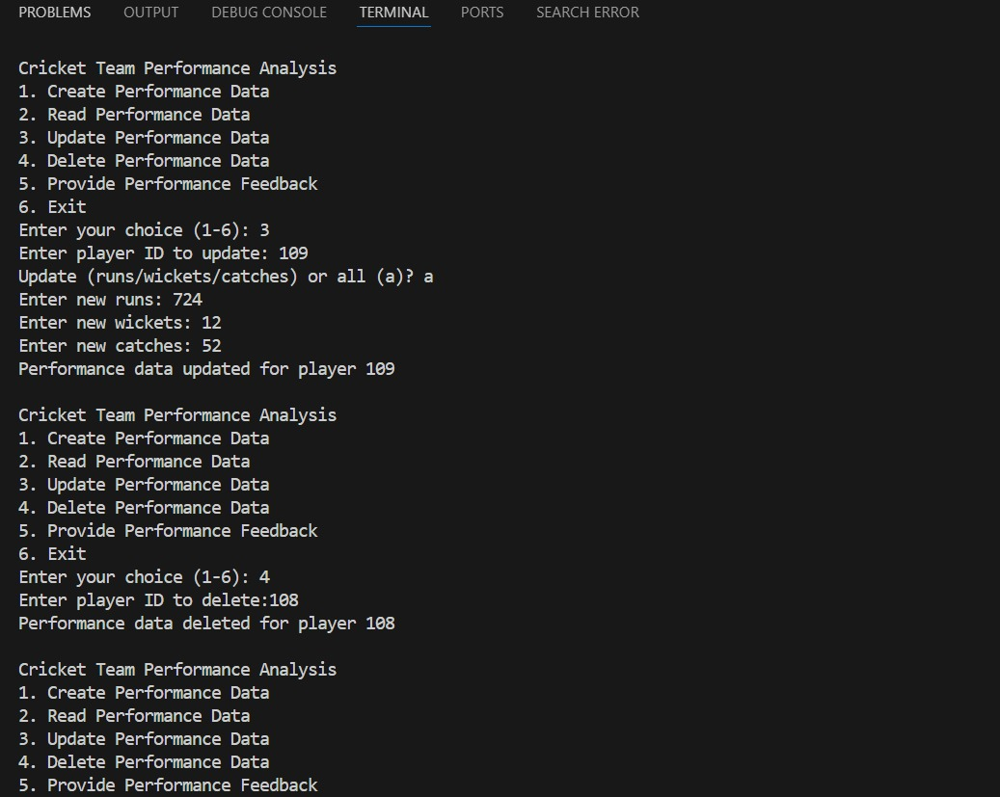 PROBLEMS OUTPUT DEBUG CONSOLE TERMINAL PORTS SEARCH ERROR
Cricket Team Performance Analysis
1. Create Performance Data
2. Read Performance Data
3. Update Performance Data
4. Delete Performance Data
5. Provide Performance Feedback
6. Exit
Enter your choice (1-6): 3
Enter player ID to update: 109
Update (runs/wickets/catches) or all (a)? a
Enter new runs: 724
Enter new wickets: 12
Enter new catches: 52
Performance data updated for player 109
Cricket Team Performance Analysis
1. Create Performance Data
2. Read Performance Data
3. Update Performance Data
4. Delete Performance Data
5. Provide Performance Feedback
6. Exit
Enter your choice (1-6): 4
Enter player ID to delete:108
Performance data deleted for player 108
Cricket Team Performance Analysis
1. Create Performance Data
2. Read Performance Data
3. Update Performance Data
4. Delete Performance Data
5. Provide Performance Feedback